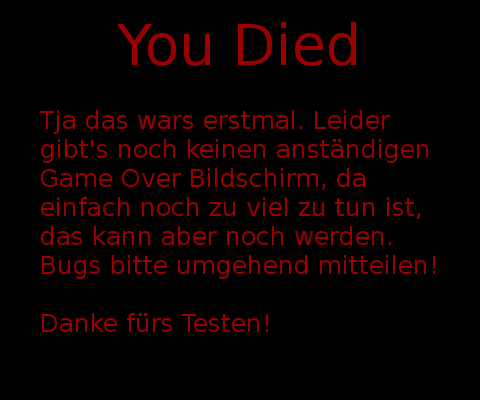 You Died
Tja das wars erstmal. Leider
gibt's noch keinen anständigen
Game Over Bildschirm, da
einfach noch zu viel zu tun ist,
das kann aber noch werden.
Bugs bitte umgehend mitteilen!
Danke fürs Testen!